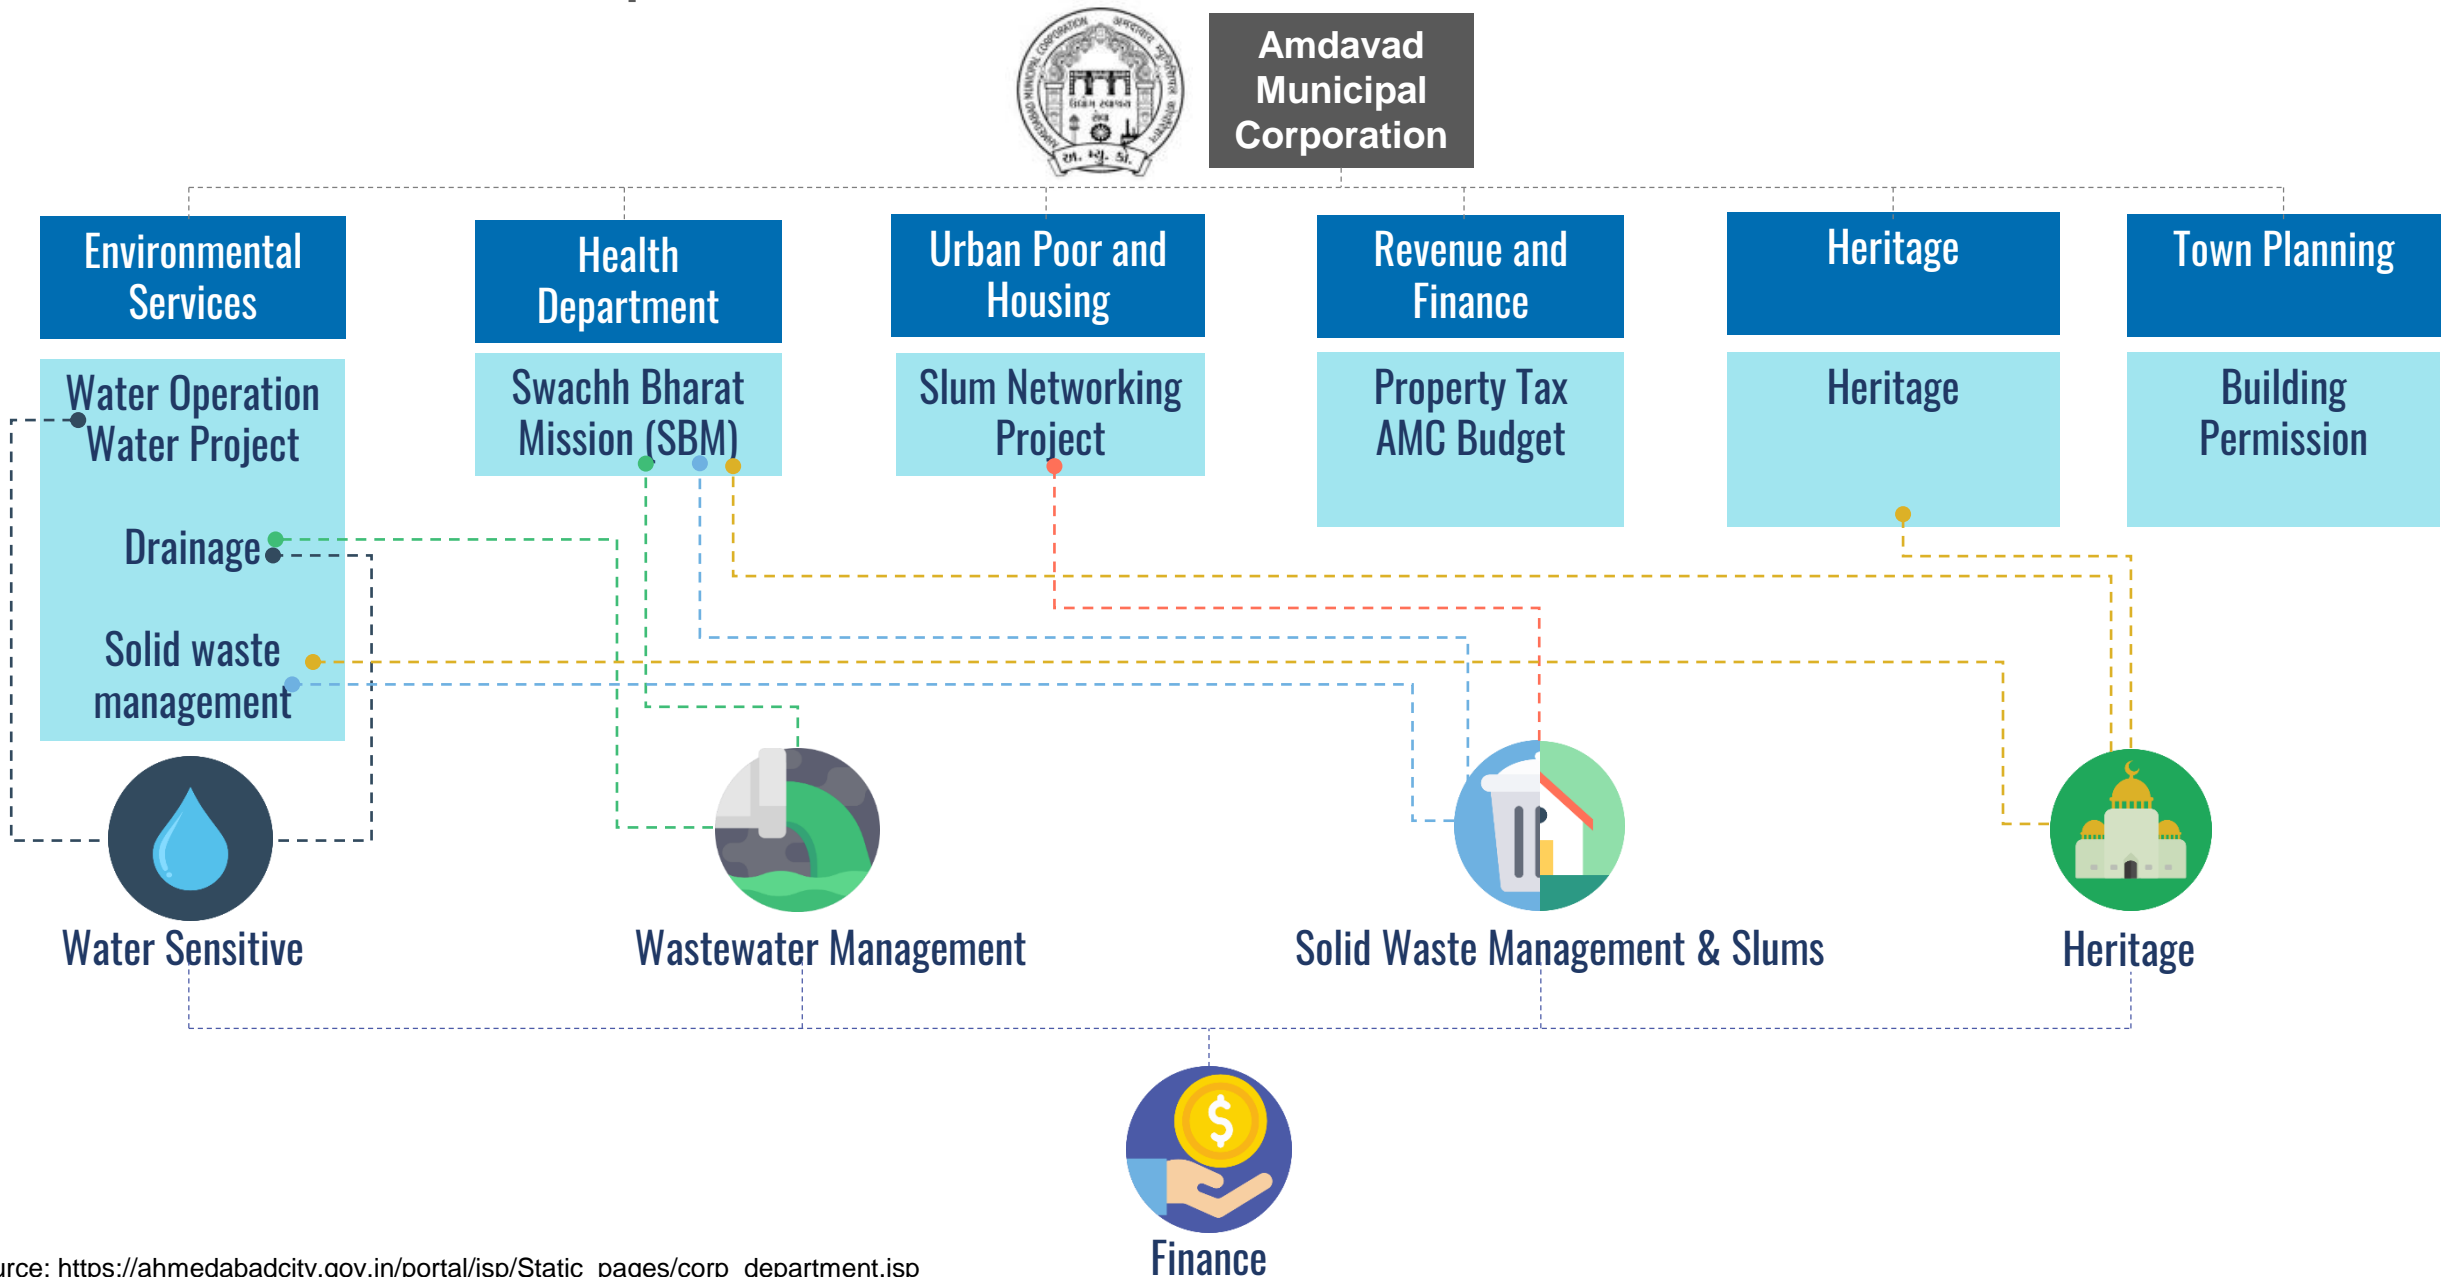 AHMEDABAD MUNICIPAL CORPORATION
અ. મ્યુ. કો.
Amdavad
Municipal
Corporation
Environmental
Services
Health
Department
Urban Poor and
Housing
Revenue and
Finance
Heritage
Town Planning
Water Operation
Water Project
Drainage
Solid waste
management
Swachh Bharat
Mission (SBM)
Slum Networking
Project
Property Tax
AMC Budget
Heritage
Building
Permission
Water Sensitive
Wastewater Management
Solid Waste Management & Slums
Heritage
$
Finance
urce: https://ahmedabadcity.gov.in/portal/jsp/Static_pages/corp_department.jsp